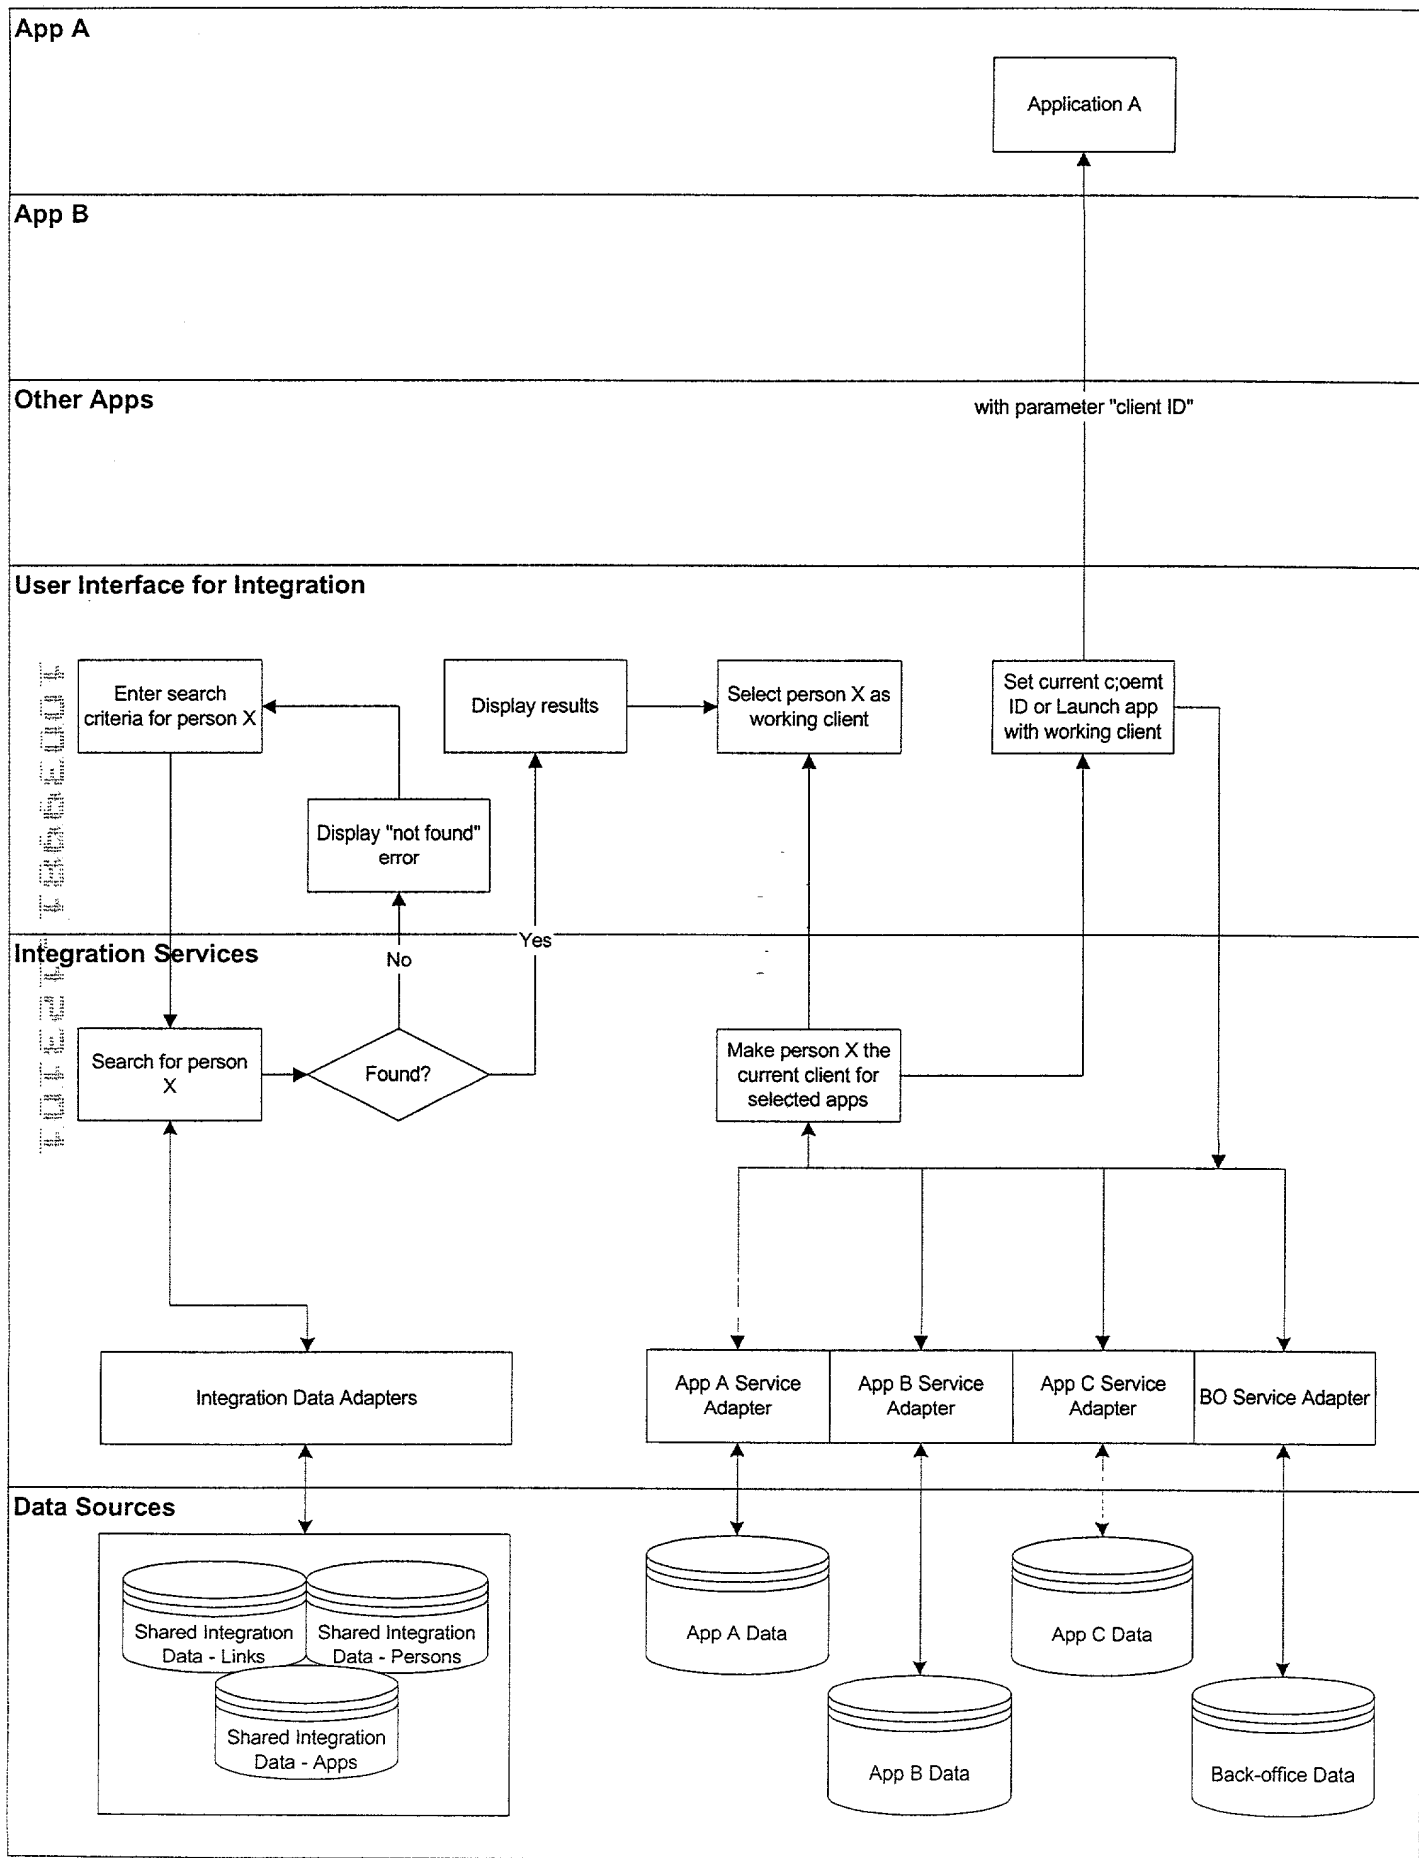 App A
Application A
App B
Other Apps
with parameter "client ID"
User Interface for Integration
Enter search
criteria for person X
Display results
Select person X as
working client
Set current c;oemt
ID or Launch app
with working client
Display "not found"
error
Yes
Integration Services
No
Search for person
X
Found?
Make person X the
current client for
selected apps
Integration Data Adapters
App A Service
Adapter
App B Service
Adapter
App C Service
Adapter
BO Service Adapter
Data Sources
Shared Integration
Data - Links
Shared Integration
Data - Persons
Shared Integration
Data - Apps
App A Data
App C Data
App B Data
Back-office Data